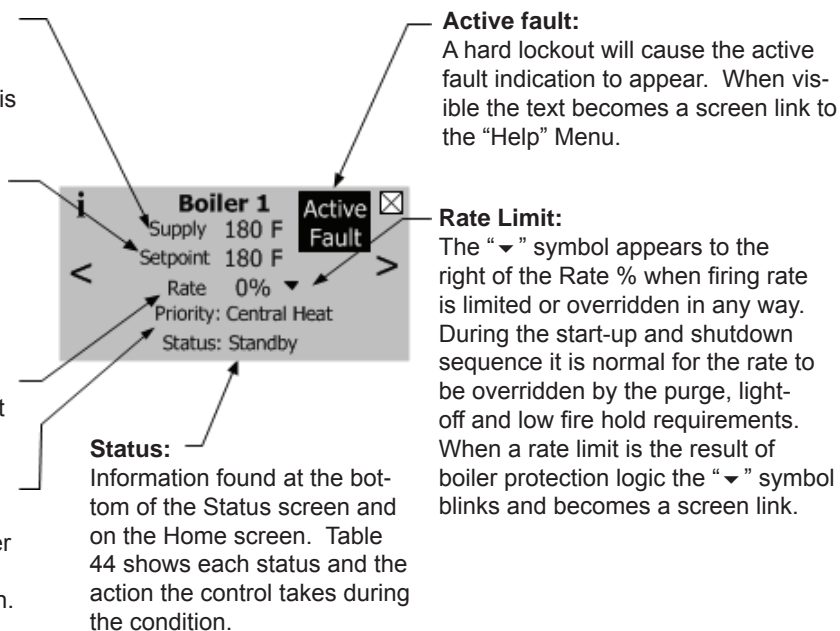 is
t
er
n.
i
Boiler 1
Active
Fault
Supply 180 F
Setpoint 180 F
<
>
Rate 0% ▼
Priority: Central Heat
Status: Standby
Status:
Information found at the bot-
tom of the Status screen and
on the Home screen. Table
44 shows each status and the
action the control takes during
the condition.
Active fault:
A hard lockout will cause the active
fault indication to appear. When vis-
ible the text becomes a screen link to
the “Help” Menu.
Rate Limit:
The “▼” symbol appears to the
right of the Rate % when firing rate
is limited or overridden in any way.
During the start-up and shutdown
sequence it is normal for the rate to
be overridden by the purge, light-
off and low fire hold requirements.
When a rate limit is the result of
boiler protection logic the “▼” symbol
blinks and becomes a screen link.